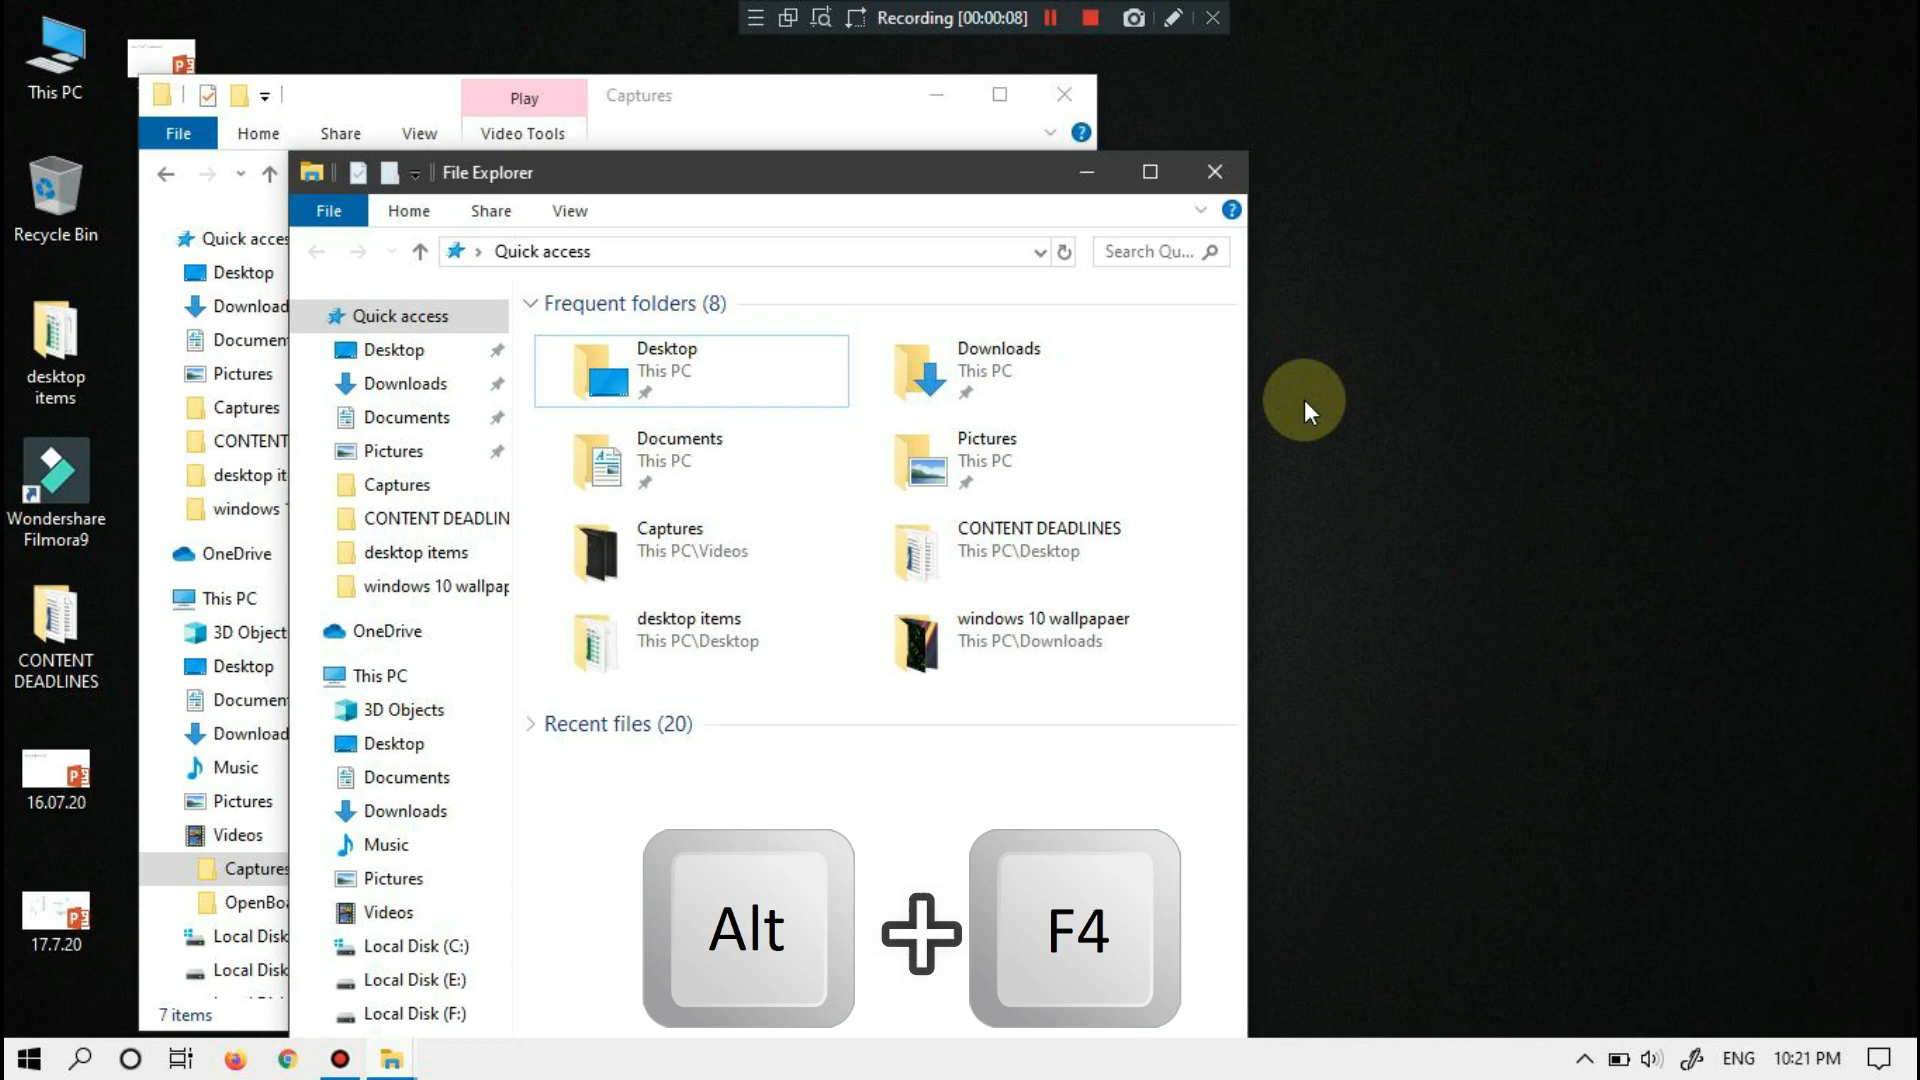 Recording [00:00:08]
This PC
Recycle Bin
desktop
items
Wondershare
Filmora9
CONTENT
DEADLINES
16.07.20
17.7.20
Play
Captures
File
Home
Share
View
Video Tools
Quick acces
Desktop
Download
Documen
Pictures
Captures
CONTENT
desktop it
windows
OneDrive
This PC
3D Object
Desktop
Documen
Download
Music
Pictures
Videos
Captures
OpenBoa
Local Disk
Local Disk
7 items
File Explorer
File
Home
Share
View
Quick access
Search Qu...
Quick access
Desktop
Downloads
Documents
Pictures
Captures
CONTENT DEADLIN
desktop items
windows 10 wallpap
OneDrive
This PC
3D Objects
Desktop
Documents
Downloads
Music
Pictures
Videos
Local Disk (C:)
Local Disk (E:)
Local Disk (F:)
Frequent folders (8)
Desktop
This PC
Downloads
This PC
Documents
This PC
Pictures
This PC
Captures
This PC\Videos
CONTENT DEADLINES
This PC\Desktop
desktop items
This PC\Desktop
windows 10 wallpapaer
This PC\Downloads
Recent files (20)
Alt
F4
ENG
10:21 PM